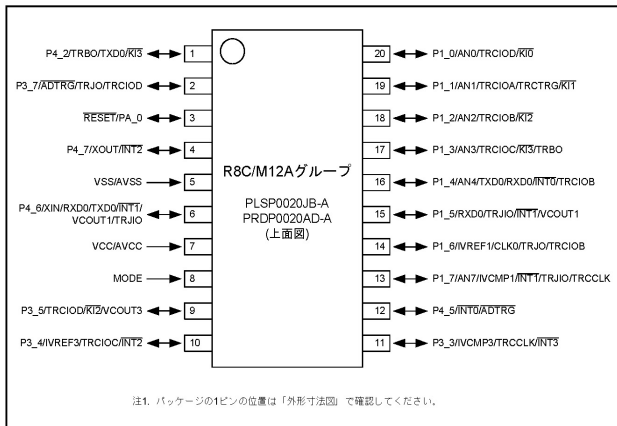 P4_2/TRBO/TXD0/KI3 1
P3_7/ADTRG/TRJO/TRCIOD 2
RESET/PA_0 3
P4_7/XOUT/INT2 4
VSS/AVSS 5
P4_6/XIN/RXD0/TXD0/INT1/
VCOUT1/TRJIO 6
VCC/AVCC 7
MODE 8
P3_5/TRCIOD/KI2/VCOUT3 9
P3_4/IVREF3/TRCIOC/INT2 10
R8C/M12Aグループ
PLSP0020JB-A
PRDP0020AD-A
(上面図)
20 P1_0/AN0/TRCIOD/KI0
19 P1_1/AN1/TRCIOA/TRCTRG/KI1
18 P1_2/AN2/TRCIOB/KI2
17 P1_3/AN3/TRCIOC/KI3/TRBO
16 P1_4/AN4/TXD0/RXD0/INT0/TRCIOB
15 P1_5/RXD0/TRJIO/INT1/VCOUT1
14 P1_6/IVREF1/CLK0/TRJO/TRCIOB
13 P1_7/AN7/IVCMP1/INT1/TRJIO/TRCCLK
12 P4_5/INT0/ADTRG
11 P3_3/IVCMP3/TRCCLK/INT3
注1. パッケージの1ピンの位置は「外形寸法図」で確認してください。